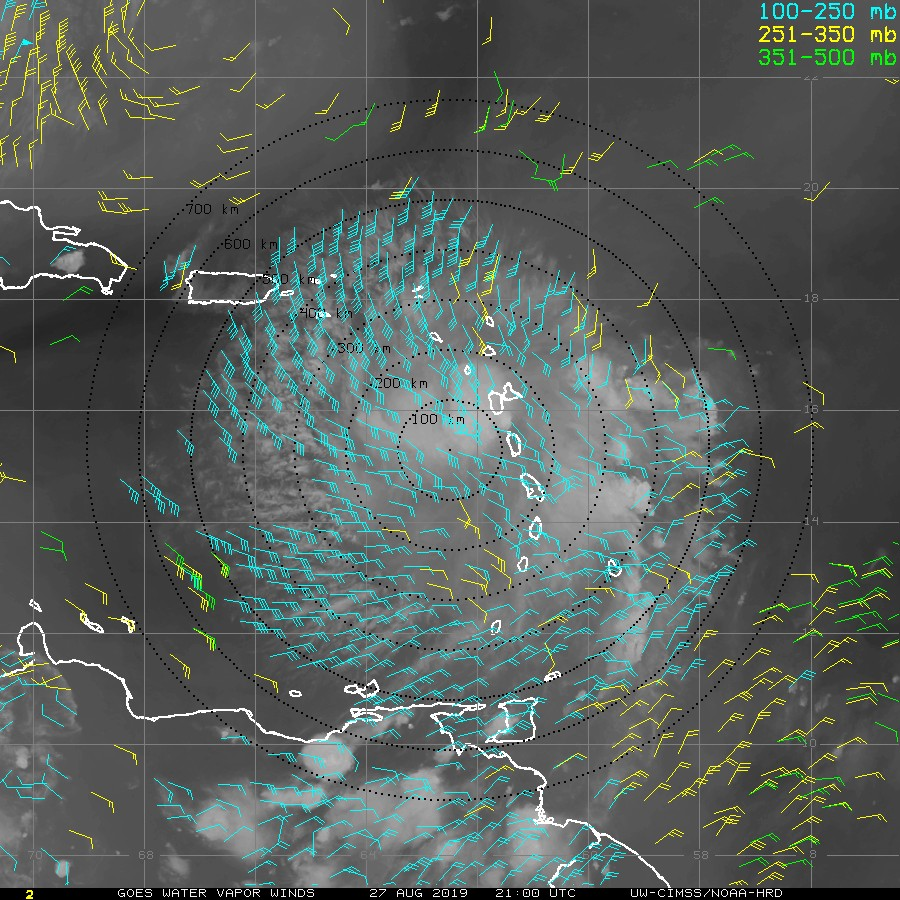 100-250 mb
251-350 mb
351-500 mb
22
20
700 km
600 km
18
400 km
300 km
200 km
16
100 km
14
10
70
68
58
8
2 GOES WATER VAPOR WINDS 27 AUG 2019 21:00 UTC UW-CIMSS/NOAA-HRD